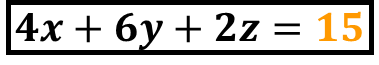 4x + 6y + 2z = 15